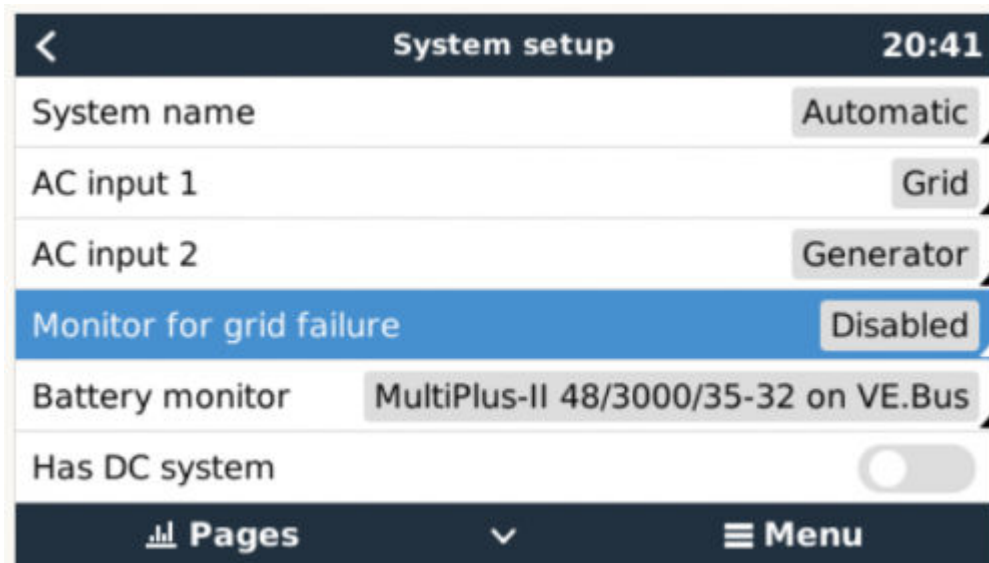 System setup 20:41
System name Automatic
AC input 1 Grid
AC input 2 Generator
Monitor for grid failure Disabled
Battery monitor MultiPlus-II 48/3000/35-32 on VE.Bus
Has DC system
Pages Menu